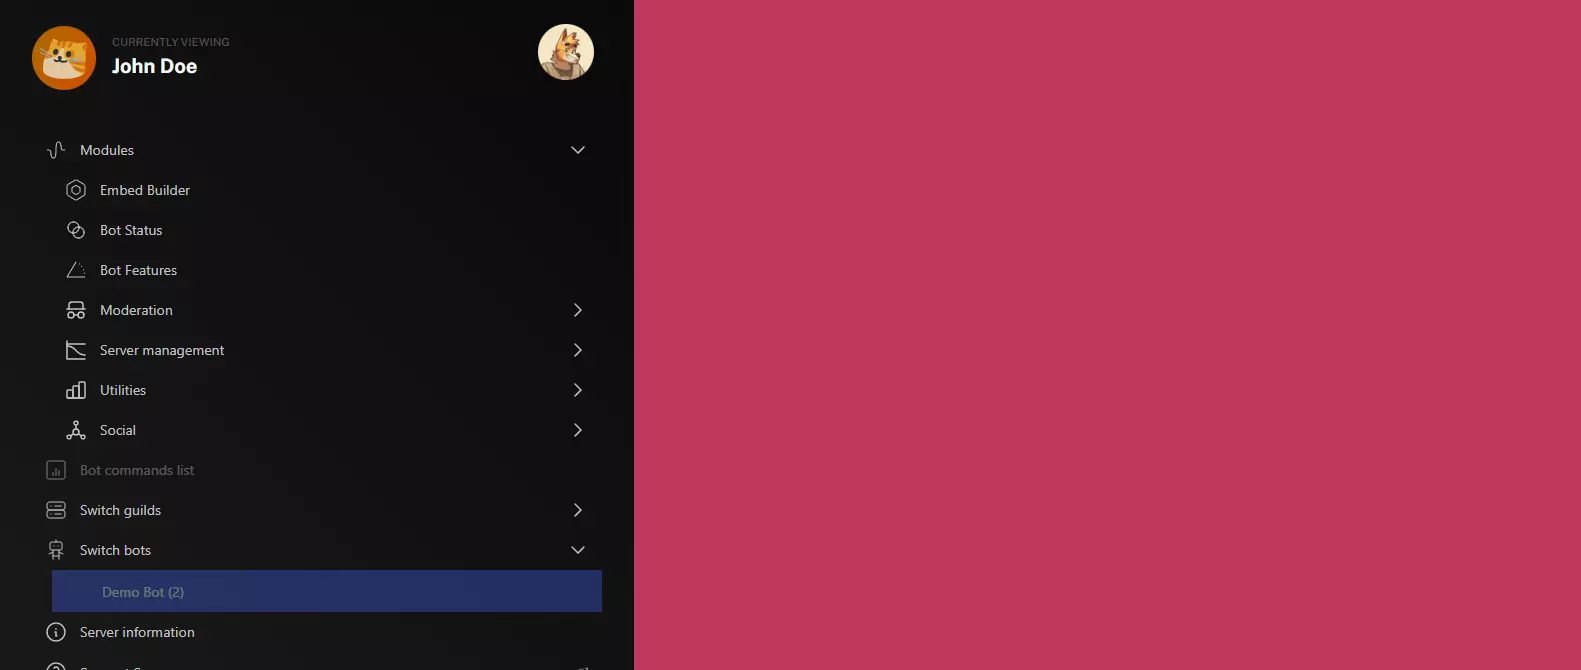 CURRENTLY VIEWING
John Doe
Modules
Embed Builder
Bot Status
Bot Features
Moderation
Server management
Utilities
Social
Bot commands list
Switch guilds
Switch bots
Demo Bot (2)
Server information